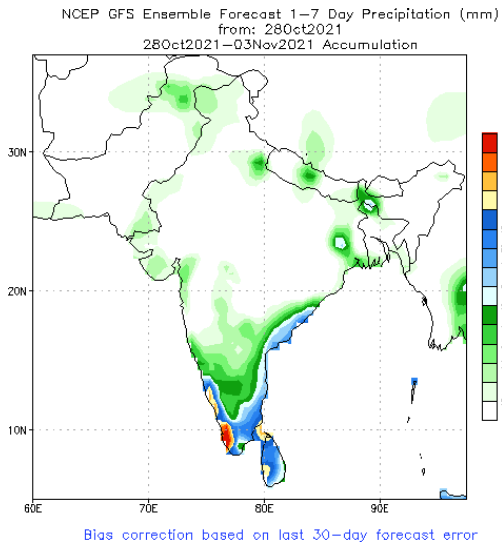 NCEP GFS Ensemble Forecast 1-7 Day Precipitation (mm)
from: 28Oct2021
28Oct2021-03Nov2021 Accumulation
30N
20N
10N
60E 70E 80E 90E
Bias correction based on last 30-day forecast error